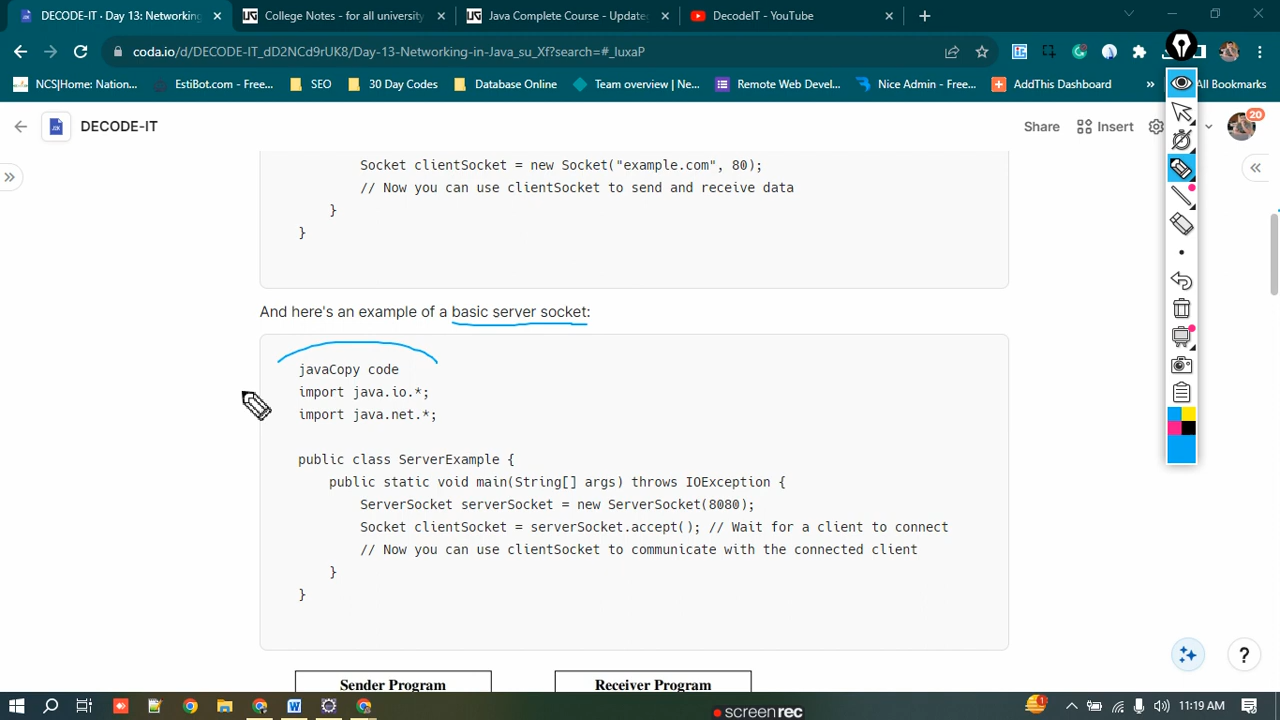 DECODE-IT · Day 13: Networking
College Notes - for all university
Java Complete Course - Update
DecodeIT - YouTube
coda.io/d/DECODE-IT_dD2NCd9rUK8/Day-13-Networking-in-Java_su_Xf?search=#_luxaP
NCS|Home: National...
EstiBot.com - Free...
SEO
30 Day Codes
Database Online
Team overview | Ne...
Remote Web Devel...
Nice Admin - Free...
AddThis Dashboard
»
All Bookmarks
DECODE-IT
Share
Insert
20
Socket clientSocket = new Socket("example.com", 80);
// Now you can use clientSocket to send and receive data
}
}
And here's an example of a basic server socket:
javaCopy code
import java.io.*;
import java.net.*;
public class ServerExample {
public static void main(String[] args) throws IOException {
ServerSocket serverSocket = new ServerSocket(8080);
Socket clientSocket = serverSocket.accept(); // Wait for a client to connect
// Now you can use clientSocket to communicate with the connected client
}
}
Sender Program
Receiver Program
?
screenrec
11:19 AM